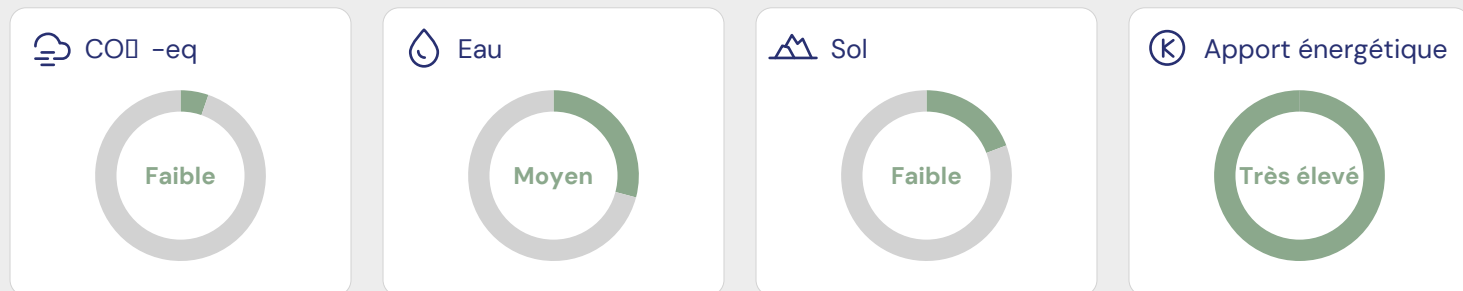 CO▯ -eq
Faible
Eau
Moyen
Sol
Faible
Apport énergétique
Très élevé